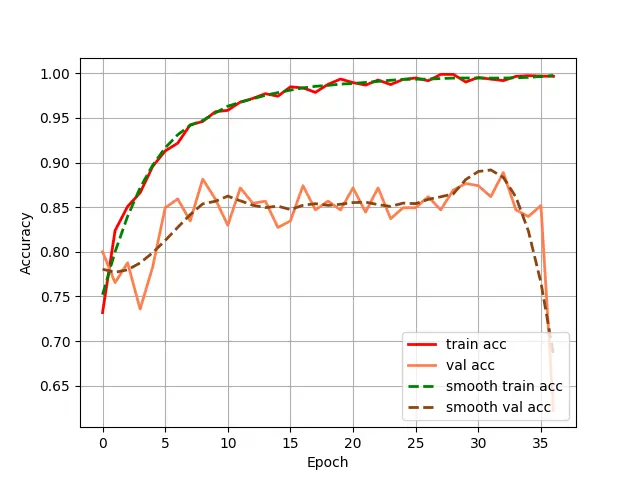 1.00
0.95
0.90
0.85
0.80
0.75
0.70
0.65
Accuracy
train acc
val acc
smooth train acc
smooth val acc
0 5 10 15 20 25 30 35
Epoch